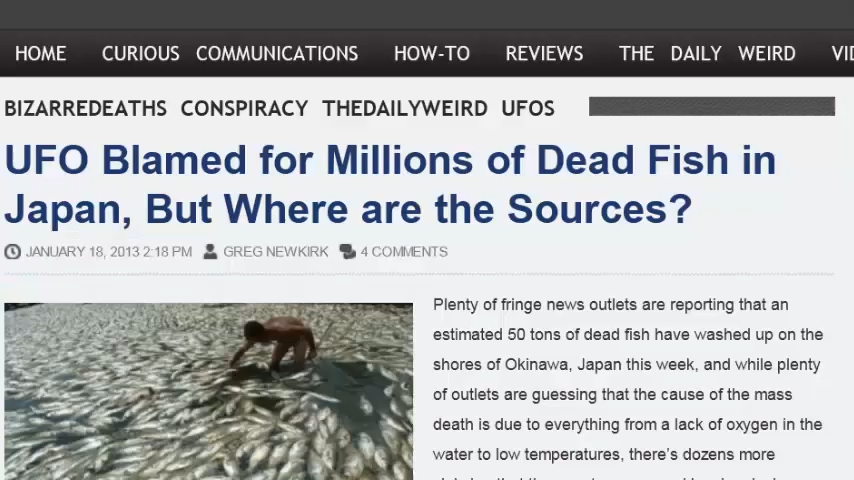 HOME CURIOUS COMMUNICATIONS HOW-TO REVIEWS THE DAILY WEIRD
BIZARREDEATHS CONSPIRACY THEDAILYWEIRD UFOS
UFO Blamed for Millions of Dead Fish in
Japan, But Where are the Sources?
JANUARY 18, 2013 2:18 PM GREG NEWKIRK 4 COMMENTS
Plenty of fringe news outlets are reporting that an
estimated 50 tons of dead fish have washed up on the
shores of Okinawa, Japan this week, and while plenty
of outlets are guessing that the cause of the mass
death is due to everything from a lack of oxygen in the
water to low temperatures, there's dozens more